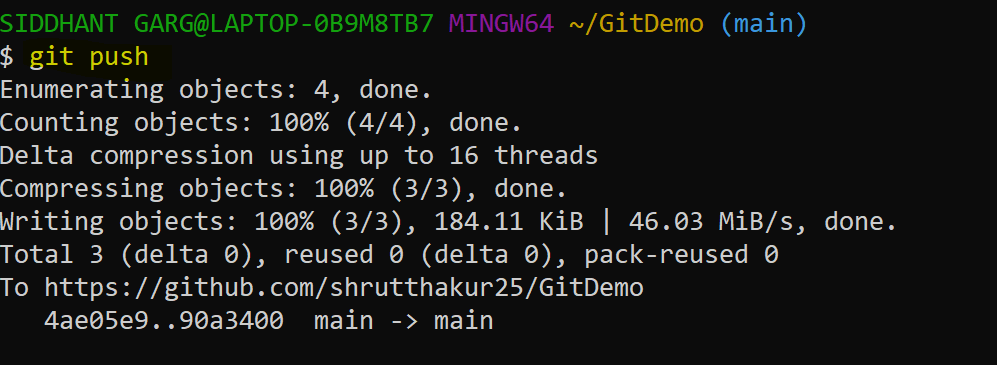 SIDDHANT GARG@LAPTOP-0B9M8TB7 MINGW64 ~/GitDemo (main)
$ git push
Enumerating objects: 4, done.
Counting objects: 100% (4/4), done.
Delta compression using up to 16 threads
Compressing objects: 100% (3/3), done.
Writing objects: 100% (3/3), 184.11 KiB | 46.03 MiB/s, done.
Total 3 (delta 0), reused 0 (delta 0), pack-reused 0
To https://github.com/shrutthakur25/GitDemo
   4ae05e9..90a3400  main -> main